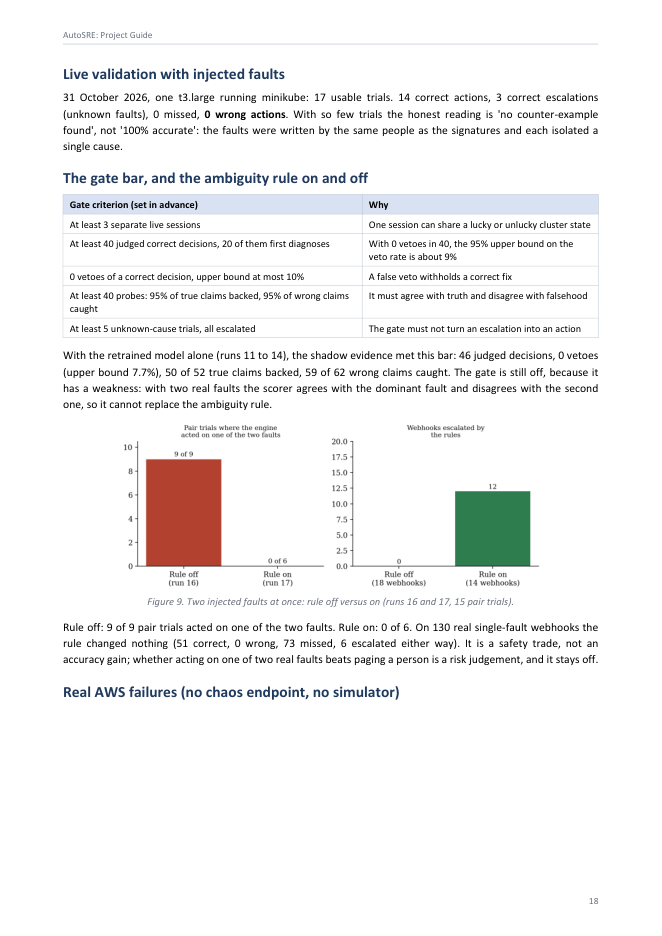 AutoSRE: Project Guide
Live validation with injected faults
31 October 2026, one t3.large running minikube: 17 usable trials. 14 correct actions, 3 correct escalations
(unknown faults), 0 missed, 0 wrong actions. With so few trials the honest reading is 'no counter-example
found', not '100% accurate': the faults were written by the same people as the signatures and each isolated a
single cause.
The gate bar, and the ambiguity rule on and off
Gate criterion (set in advance) Why
At least 3 separate live sessions One session can share a lucky or unlucky cluster state
At least 40 judged correct decisions, 20 of them first diagnoses With 0 vetoes in 40, the 95% upper bound on the
veto rate is about 9%
0 vetoes of a correct decision, upper bound at most 10% A false veto withholds a correct fix
At least 40 probes: 95% of true claims backed, 95% of wrong claims It must agree with truth and disagree with falsehood
caught
At least 5 unknown-cause trials, all escalated The gate must not turn an escalation into an action
With the retrained model alone (runs 11 to 14), the shadow evidence met this bar: 46 judged decisions, 0 vetoes
(upper bound 7.7%), 50 of 52 true claims backed, 59 of 62 wrong claims caught. The gate is still off, because it
has a weakness: with two real faults the scorer agrees with the dominant fault and disagrees with the second
one, so it cannot replace the ambiguity rule.
Pair trials where the engine
acted on one of the two faults
10
8
6
4
2
0
9 of 9
0 of 6
Rule off
(run 16)
Rule on
(run 17)
Webhooks escalated by
the rules
20.0
17.5
15.0
12.5
10.0
7.5
5.0
2.5
0.0
0
12
Rule off
(18 webhooks)
Rule on
(14 webhooks)
Figure 9. Two injected faults at once: rule off versus on (runs 16 and 17, 15 pair trials).
Rule off: 9 of 9 pair trials acted on one of the two faults. Rule on: 0 of 6. On 130 real single-fault webhooks the
rule changed nothing (51 correct, 0 wrong, 73 missed, 6 escalated either way). It is a safety trade, not an
accuracy gain; whether acting on one of two real faults beats paging a person is a risk judgement, and it stays off.
Real AWS failures (no chaos endpoint, no simulator)
18